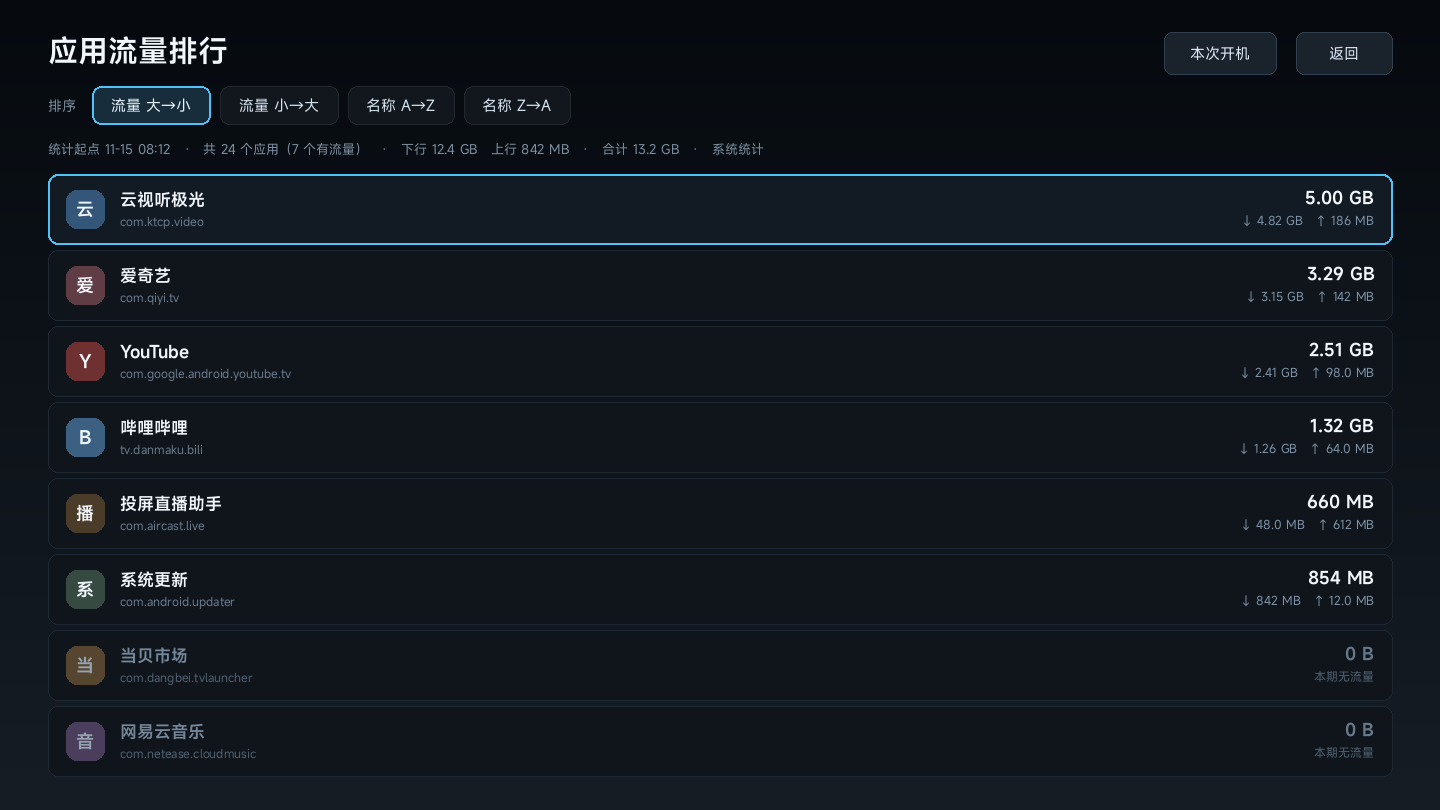 应用流量排行
本次开机
返回
排序
流量 大→小
流量 小→大
名称 A→Z
名称 Z→A
统计起点 11-15 08:12 · 共 24 个应用（7 个有流量） · 下行 12.4 GB 上行 842 MB · 合计 13.2 GB · 系统统计
云
云视听极光
5.00 GB
com.ktcp.video
↓ 4.82 GB ↑ 186 MB
爱
爱奇艺
3.29 GB
com.qiyi.tv
↓ 3.15 GB ↑ 142 MB
Y
YouTube
2.51 GB
com.google.android.youtube.tv
↓ 2.41 GB ↑ 98.0 MB
B
哔哩哔哩
1.32 GB
tv.danmaku.bili
↓ 1.26 GB ↑ 64.0 MB
播
投屏直播助手
660 MB
com.aircast.live
↓ 48.0 MB ↑ 612 MB
系
系统更新
854 MB
com.android.updater
↓ 842 MB ↑ 12.0 MB
当
当贝市场
0 B
com.dangbei.tvlauncher
本期无流量
音
网易云音乐
0 B
com.netease.cloudmusic
本期无流量